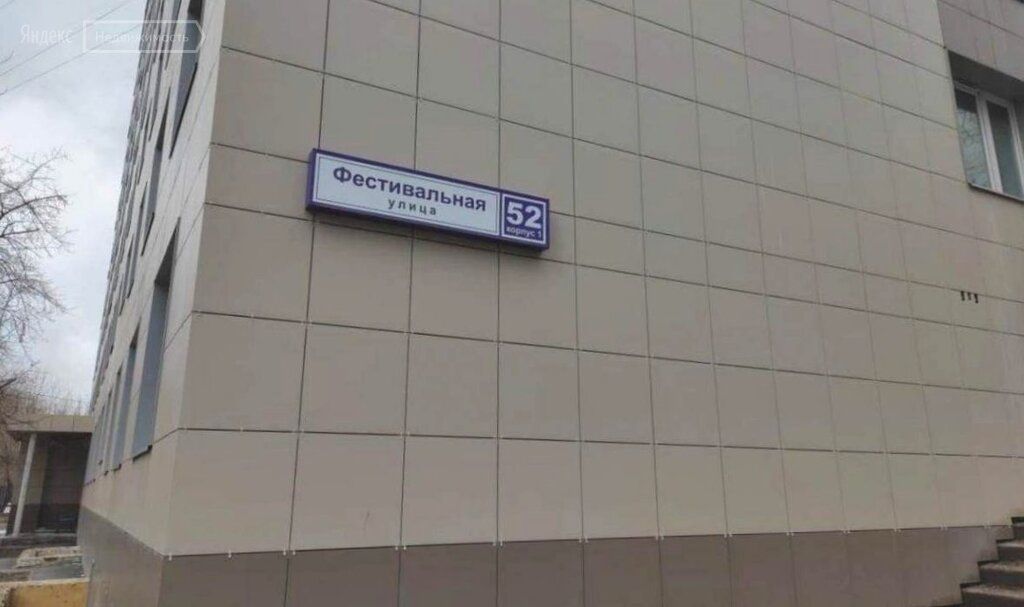 Яндекс Недвижимость
Фестивальная
улица
52
корпус 1